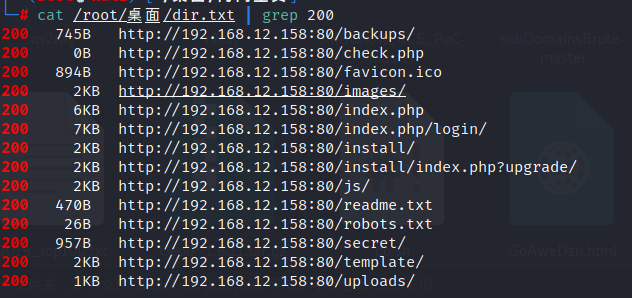 # cat /root/桌面/dir.txt | grep 200
200 745B http://192.168.12.158:80/backups/
200 0B http://192.168.12.158:80/check.php
200 894B http://192.168.12.158:80/favicon.ico
200 2KB http://192.168.12.158:80/images/
200 6KB http://192.168.12.158:80/index.php
200 7KB http://192.168.12.158:80/index.php/login/
200 2KB http://192.168.12.158:80/install/
200 2KB http://192.168.12.158:80/install/index.php?upgrade/
200 2KB http://192.168.12.158:80/js/
200 470B http://192.168.12.158:80/readme.txt
200 26B http://192.168.12.158:80/robots.txt
200 957B http://192.168.12.158:80/secret/
200 2KB http://192.168.12.158:80/template/
200 1KB http://192.168.12.158:80/uploads/
subDomainsBrute-
master
GoAweDzn.html